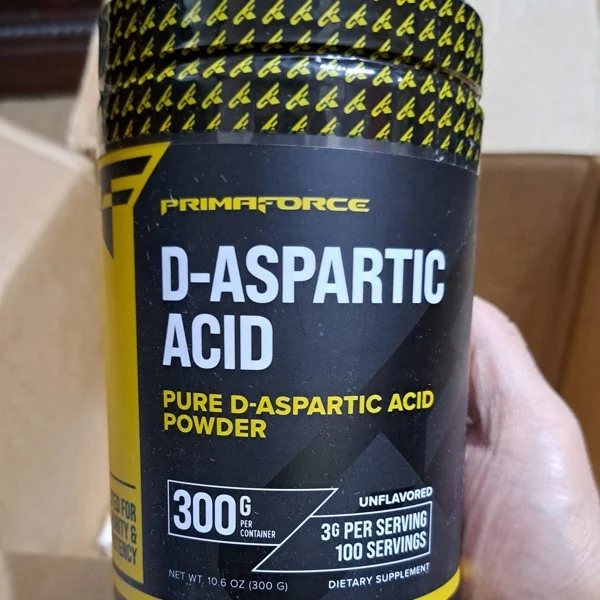 PRIMAFORCE
D-ASPARTIC
ACID
PURE D-ASPARTIC ACID
POWDER
300G
PER
CONTAINER
UNFLAVORED
3G PER SERVING
100 SERVINGS
NET WT. 10.6 OZ (300 G)
DIETARY SUPPLEMENT
FOR
&